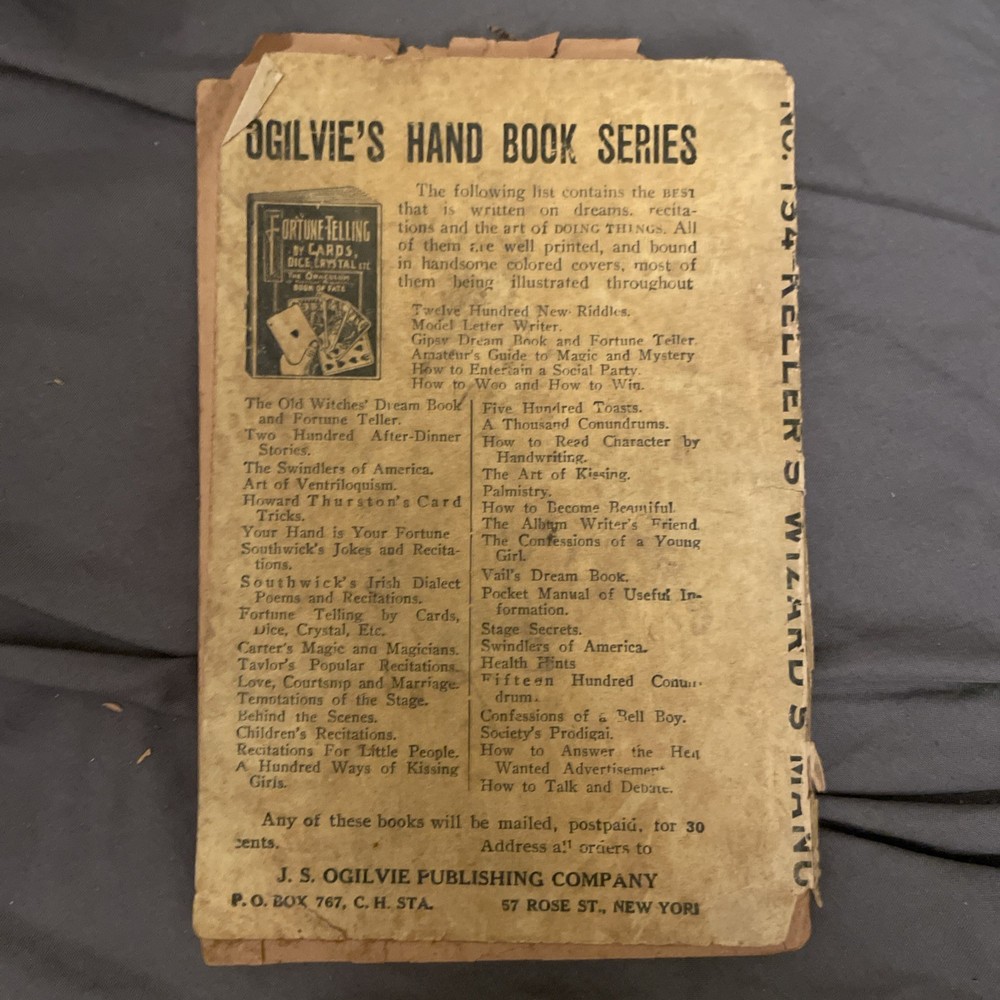 OGILVIE'S HAND BOOK SERIES
FORTUNE-TELLING
BY CARDS,
DICE, CRYSTAL, ETC
THE ORACULUM
BOOK OF FATE
The following list contains the BEST
that is written on dreams, recita-
tions and the art of DOING THINGS. All
of them are well printed, and bound
in handsome colored covers, most of
them being illustrated throughout
Twelve Hundred New Riddles.
Model Letter Writer.
Gipsy Dream Book and Fortune Teller.
Amateur's Guide to Magic and Mystery
How to Entertain a Social Party.
How to Woo and How to Win.
The Old Witches' Dream Book
and Fortune Teller.
Two Hundred After-Dinner
Stories.
The Swindlers of America.
Art of Ventriloquism.
Howard Thurston's Card
Tricks.
Your Hand is Your Fortune
Southwick's Jokes and Recita-
tions.
Southwick's Irish Dialect
Poems and Recitations.
Fortune Telling by Cards,
Dice, Crystal, Etc.
Carter's Magic and Magicians.
Taylor's Popular Recitations.
Love, Courtship and Marriage.
Temptations of the Stage.
Behind the Scenes.
Children's Recitations.
Recitations For Little People.
A Hundred Ways of Kissing
Girls.
Five Hundred Toasts.
A Thousand Conundrums.
How to Read Character by
Handwriting.
The Art of Kissing.
Palmistry.
How to Become Beautiful.
The Album Writer's Friend.
The Confessions of a Young
Girl.
Vail's Dream Book.
Pocket Manual of Useful In-
formation.
Stage Secrets.
Swindlers of America.
Health Hints
Fifteen Hundred Conun-
drum.
Confessions of a Bell Boy.
Society's Prodigal.
How to Answer the Help
Wanted Advertisement
How to Talk and Debate.
Any of these books will be mailed, postpaid, for 30
cents. Address all orders to
J. S. OGILVIE PUBLISHING COMPANY
P. O. BOX 767, C. H. STA. 57 ROSE ST., NEW YORK
NO. 134 KELLER'S WIZARD'S MANU